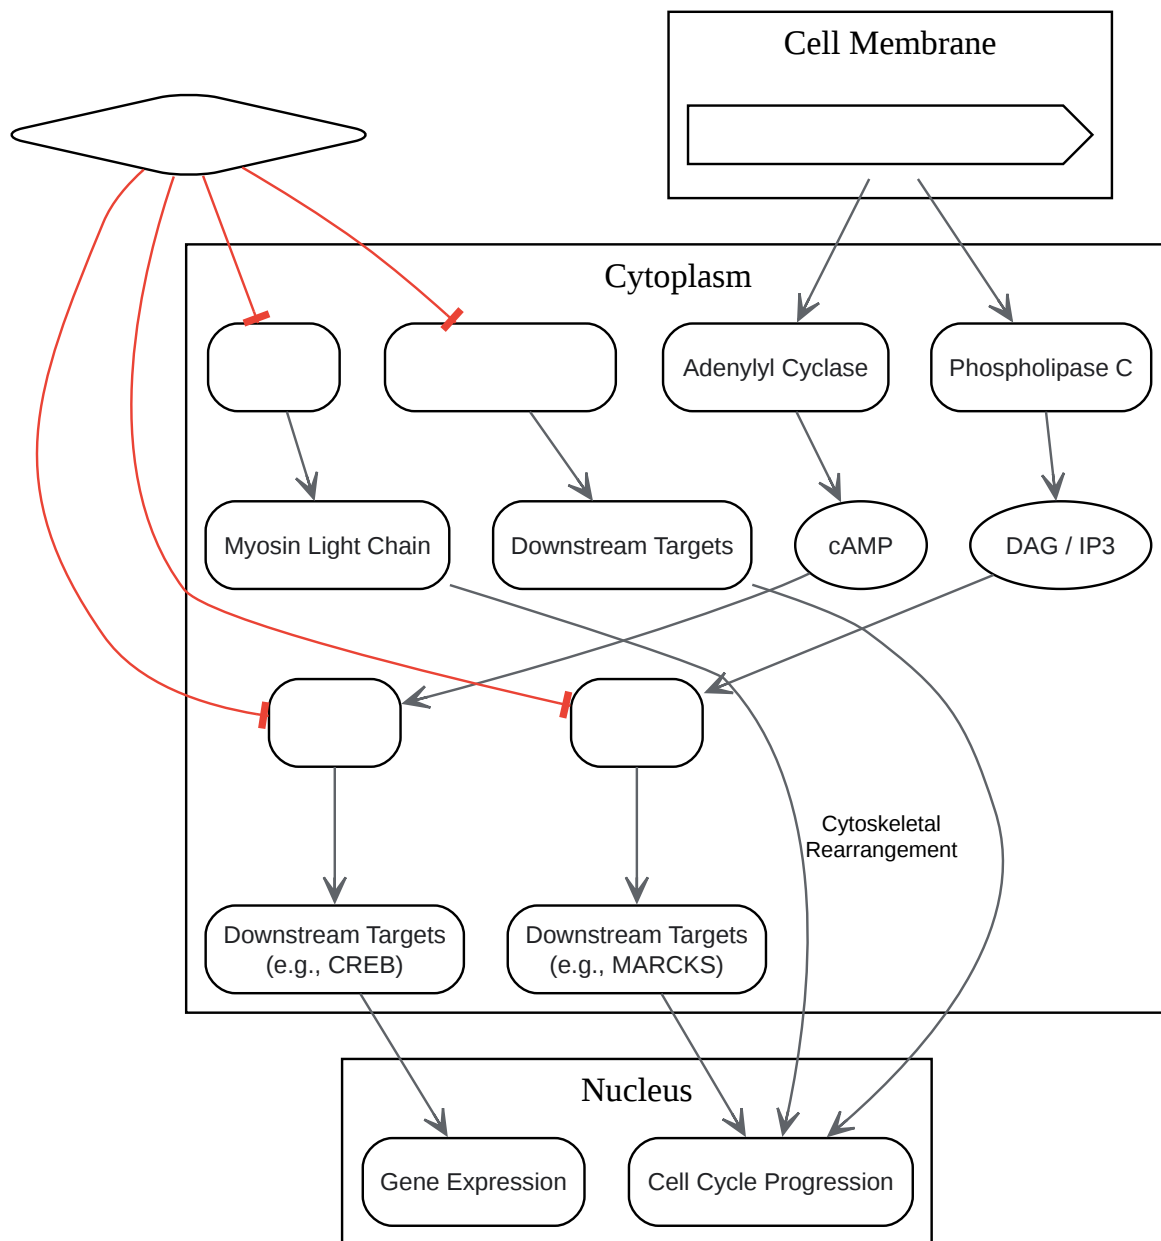 Cell Membrane
Cytoplasm
Adenylyl Cyclase
Phospholipase C
Myosin Light Chain
Downstream Targets
cAMP
DAG / IP3
Cytoskeletal
Rearrangement
Downstream Targets
(e.g., CREB)
Downstream Targets
(e.g., MARCKS)
Nucleus
Gene Expression
Cell Cycle Progression